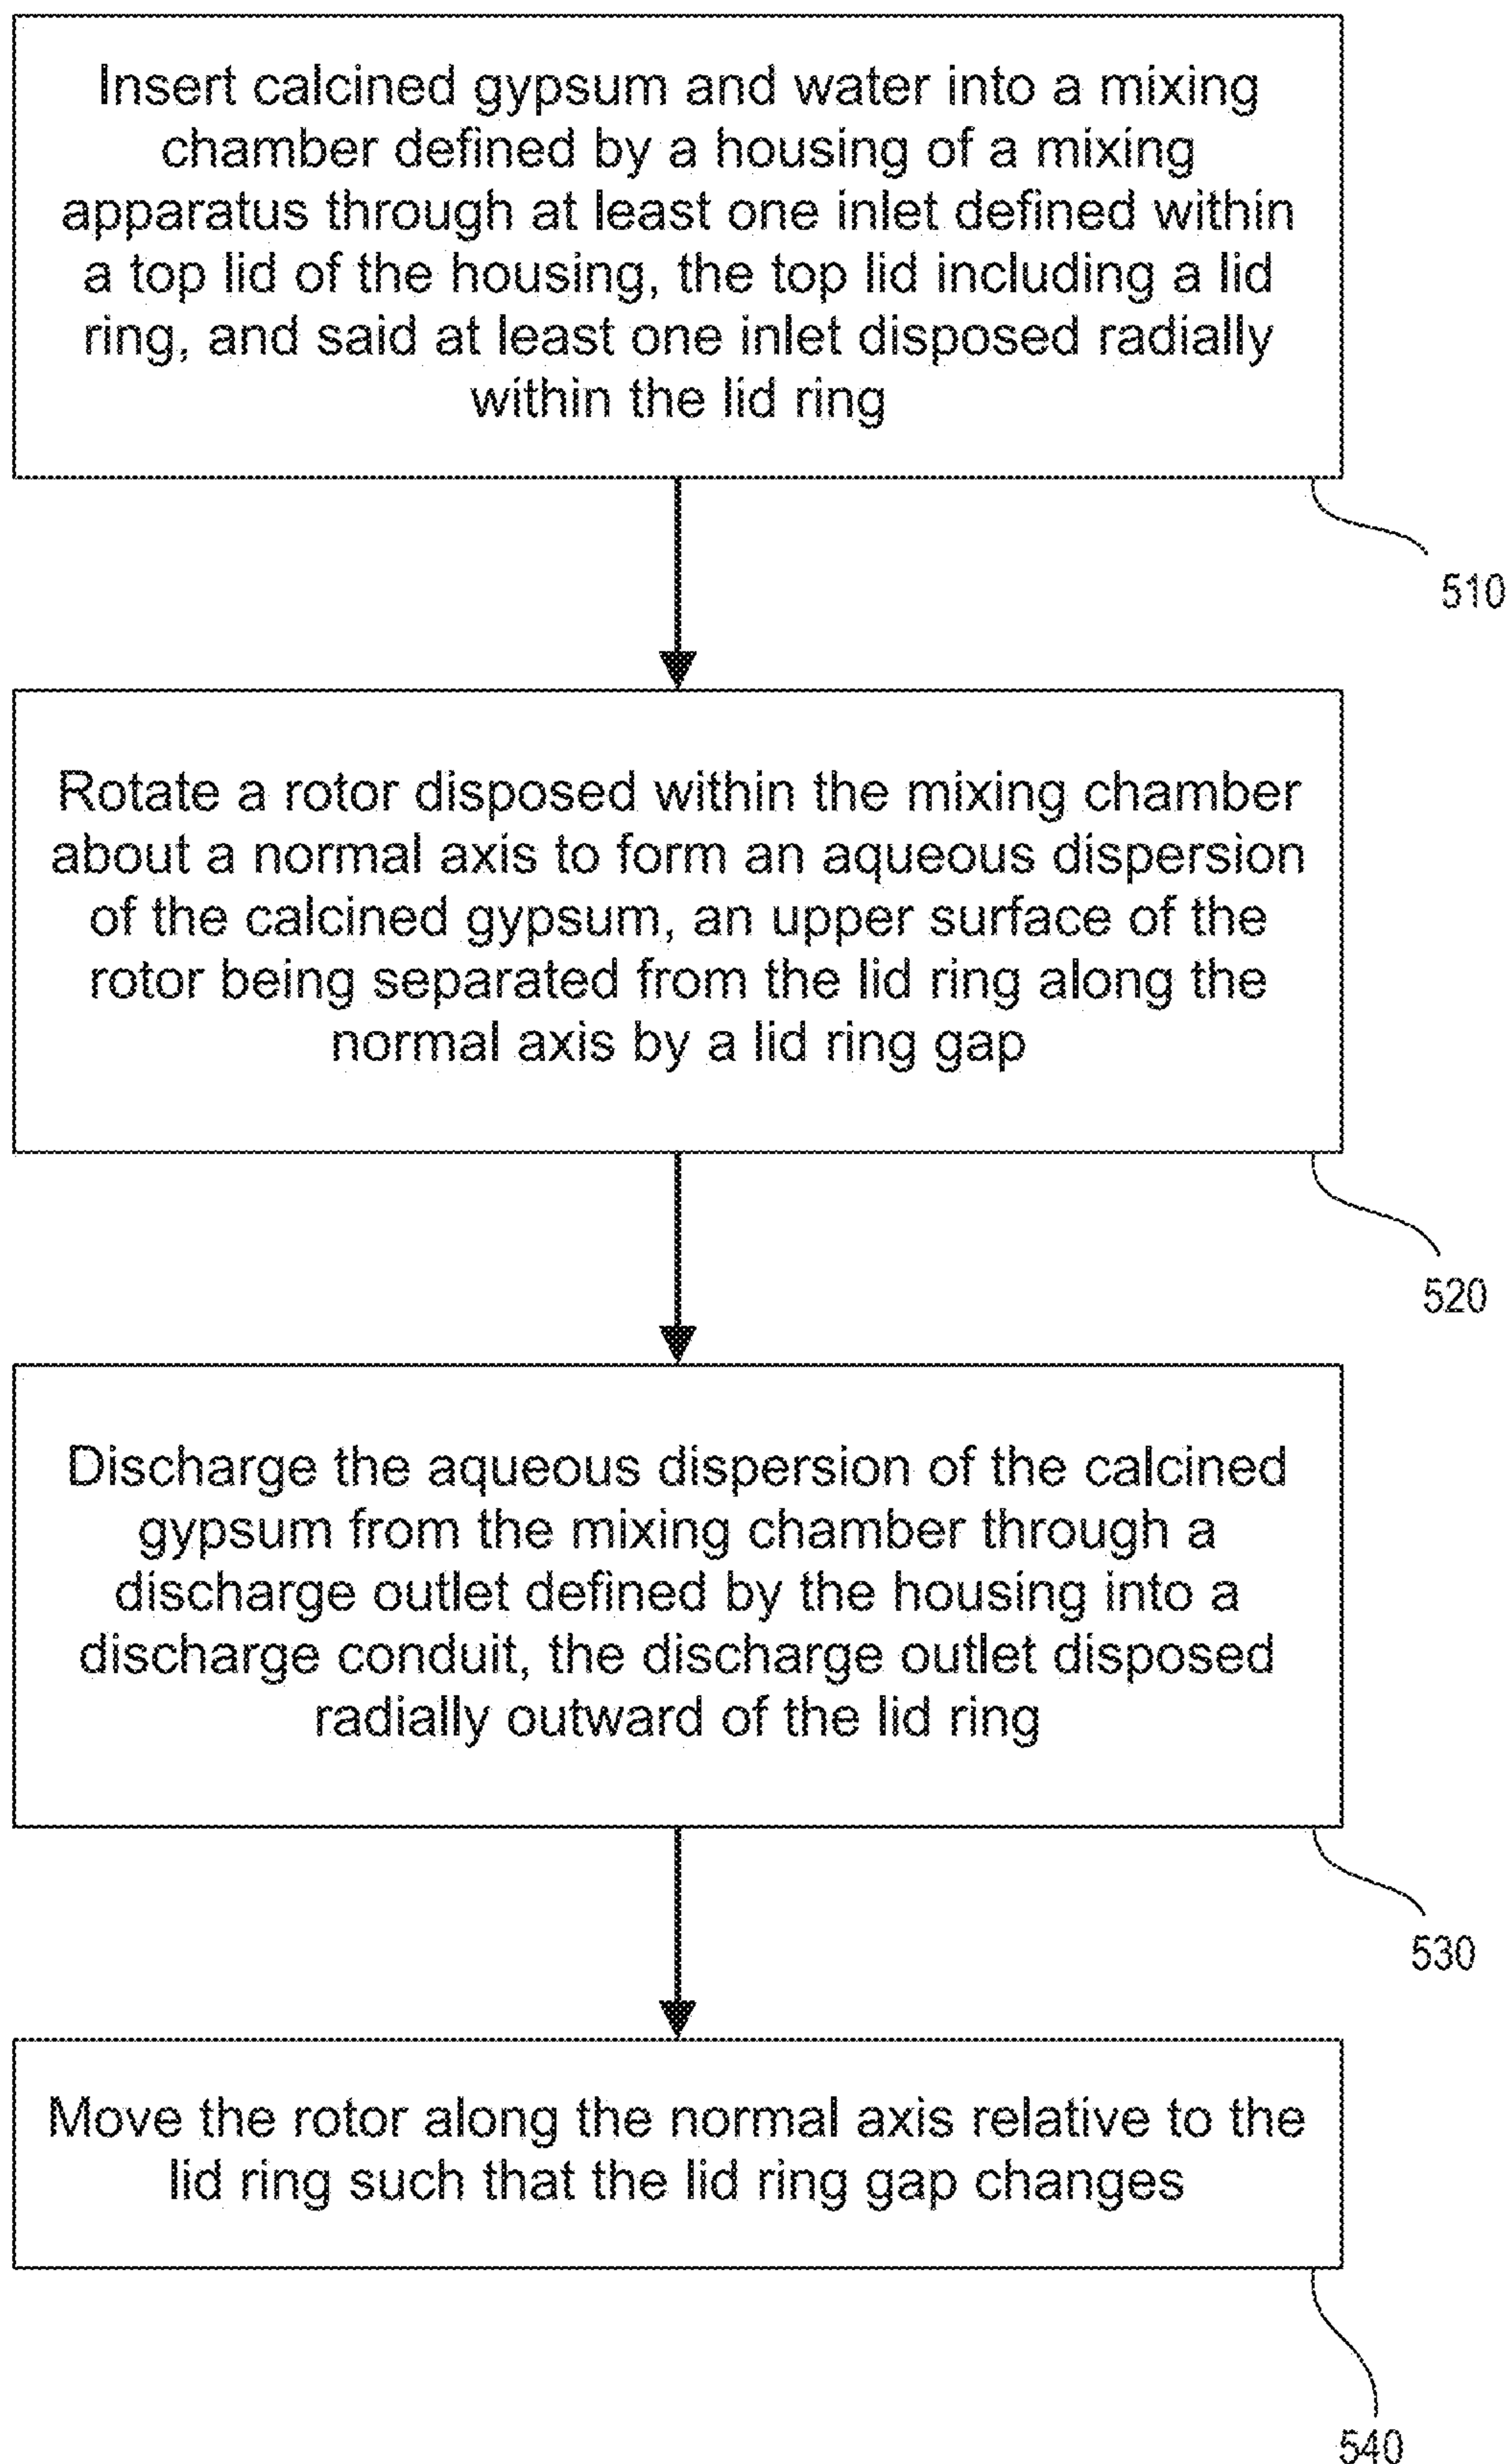 Insert calcined gypsum and water into a mixing
chamber defined by a housing of a mixing
apparatus through at least one inlet defined within
a top lid of the housing, the top lid including a lid
ring, and said at least one inlet disposed radially
within the lid ring
510
Rotate a rotor disposed within the mixing chamber
about a normal axis to form an aqueous dispersion
of the calcined gypsum, an upper surface of the
rotor being separated from the lid ring along the
normal axis by a lid ring gap
520
Discharge the aqueous dispersion of the calcined
gypsum from the mixing chamber through a
discharge outlet defined by the housing into a
discharge conduit, the discharge outlet disposed
radially outward of the lid ring
530
Move the rotor along the normal axis relative to the
lid ring such that the lid ring gap changes
540